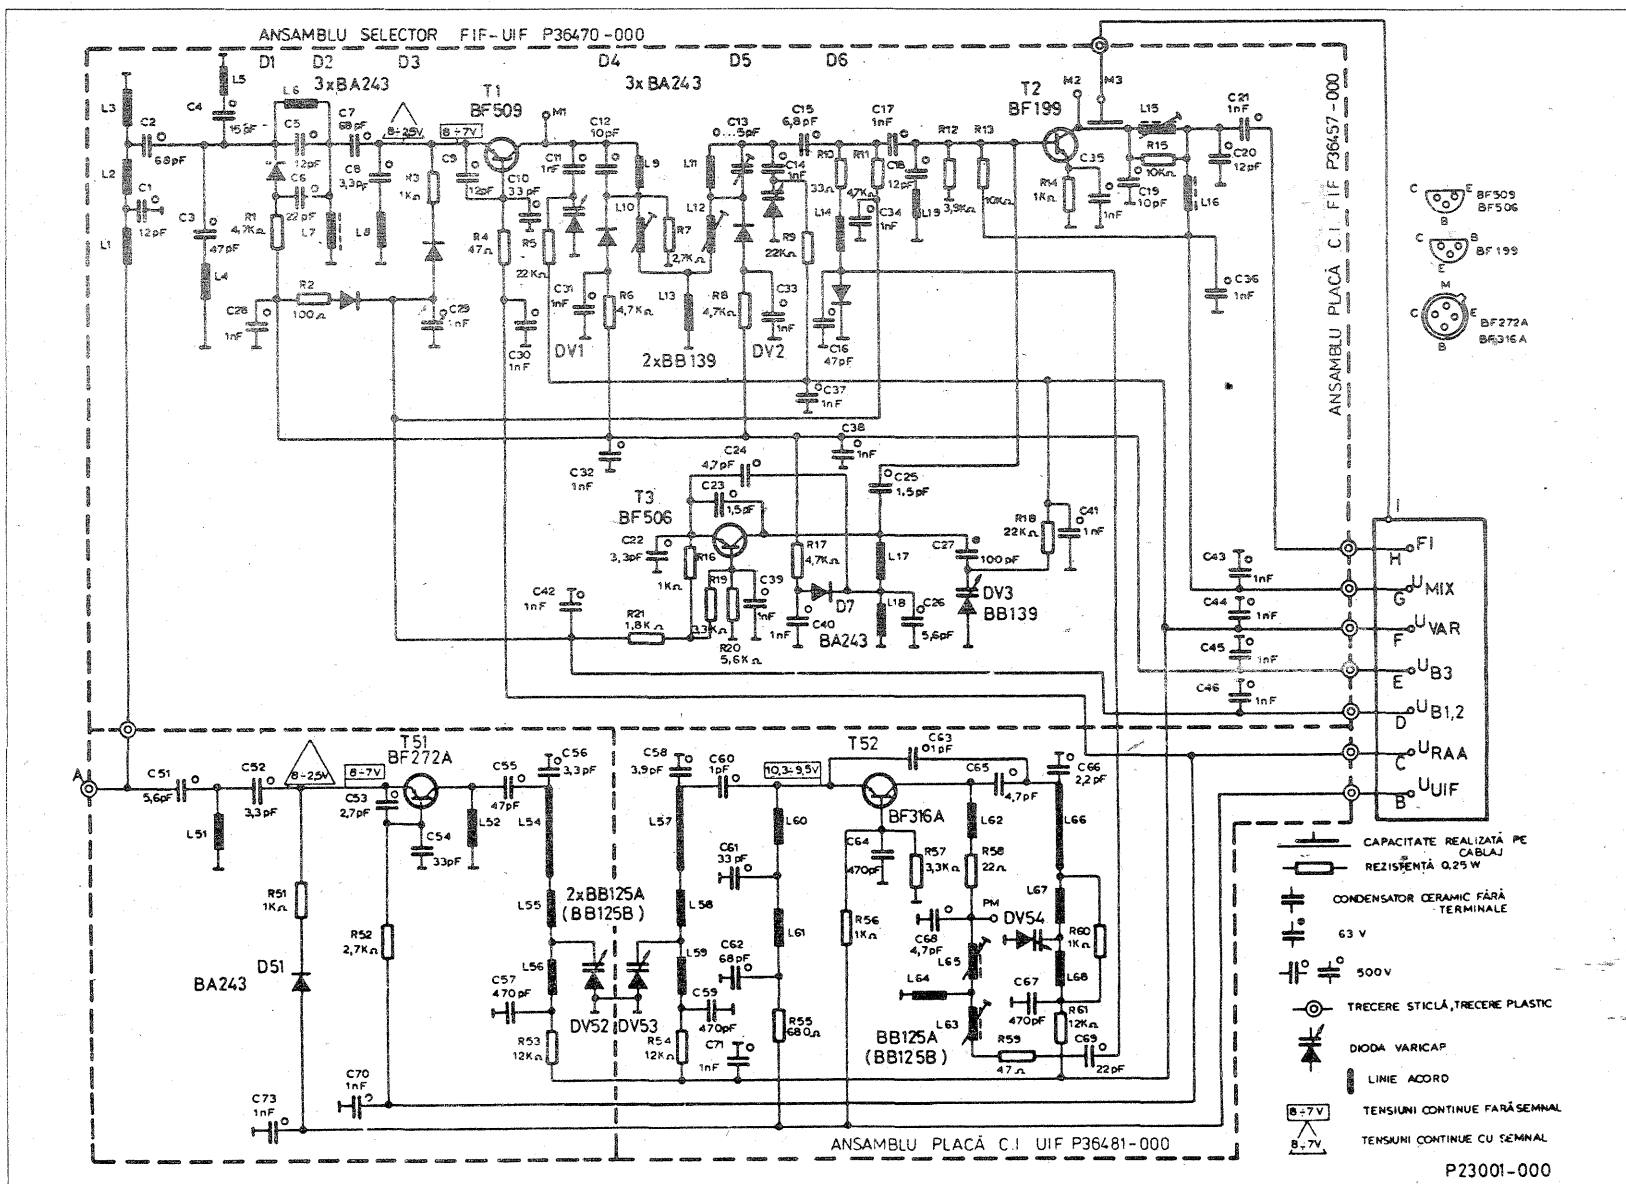 ANSAMBLU SELECTOR FIF-UIF P36470-000
D1
D2
3xBA243
D3
T1
BF509
D4
3xBA243
D5
D6
T2
BF199
M1
M2
M3
L3
C2
68pF
L2
C1
12pF
L1
L5
C4
15pF
C3
47pF
L4
L6
C5
12pF
C6
22pF
R1
4,7KΩ
L7
C7
68pF
C8
3,3pF
L8
8÷2,5V
8÷7V
R3
1KΩ
C9
12pF
C10
33pF
R4
47Ω
R5
22KΩ
C11
1nF
C12
10pF
L9
L10
R7
2,7KΩ
L11
L12
C13
0...5pF
C14
1nF
C15
6,8pF
R10
33Ω
R11
4,7KΩ
C17
1nF
C18
12pF
R12
3,9KΩ
R13
10KΩ
L14
C34
1nF
L19
R9
22KΩ
R14
1KΩ
C35
1nF
L15
R15
10KΩ
C19
10pF
L16
C21
1nF
C20
12pF
C36
1nF
C28
1nF
R2
100Ω
C29
1nF
C30
1nF
C31
1nF
DV1
R6
4,7KΩ
L13
R8
4,7KΩ
C33
1nF
DV2
2xBB139
C16
47pF
C37
1nF
C38
1nF
C32
1nF
C24
4,7pF
C23
1,5pF
C25
1,5pF
T3
BF506
C22
3,3pF
R16
1KΩ
R19
3,3KΩ
R20
5,6KΩ
C39
1nF
R17
4,7KΩ
C40
1nF
D7
BA243
L17
L18
C26
5,6pF
C27
100pF
DV3
BB139
R18
22KΩ
C41
1nF
C42
1nF
R21
1,8KΩ
C43
1nF
C44
1nF
C45
1nF
C46
1nF
ANSAMBLU PLACĂ C.I. FIF P36457-000
I
FI
H
UMIX
G
UVAR
F
UB3
E
UB1,2
D
URAA
C
UUIF
B
C
E
B
BF509
BF506
C
B
E
BF199
M
C
E
B
BF272A
BF316A
A
C51
5,6pF
L51
C52
3,3pF
8÷2,5V
8÷7V
C53
2,7pF
T51
BF272A
C54
33pF
L52
C55
47pF
C56
3,3pF
L54
L55
L56
C57
470pF
R53
12KΩ
2xBB125A
(BB125B)
DV52
DV53
R51
1KΩ
D51
BA243
R52
2,7KΩ
C70
1nF
C73
1nF
C58
3,9pF
L57
L58
L59
C59
470pF
R54
12KΩ
C71
1nF
C60
1pF
C61
33pF
C62
68pF
10,3÷9,5V
L60
L61
R55
680Ω
T52
BF316A
C63
1pF
C64
470pF
R56
1KΩ
R57
3,3KΩ
L62
R58
22Ω
C65
4,7pF
C66
2,2pF
L66
PM
C68
4,7pF
L65
L64
L63
DV54
L67
L68
R60
1KΩ
C67
470pF
R61
12KΩ
BB125A
(BB125B)
R59
47Ω
C69
22pF
ANSAMBLU PLACĂ C.I UIF P36481-000
CAPACITATE REALIZATĂ PE
CABLAJ
REZISTENȚĂ 0,25W
CONDENSATOR CERAMIC FĂRĂ
TERMINALE
63 V
500V
TRECERE STICLĂ,TRECERE PLASTIC
DIODA VARICAP
LINIE ACORD
8÷7V
TENSIUNI CONTINUE FARĂ SEMNAL
8÷7V
TENSIUNI CONTINUE CU SEMNAL
P23001-000